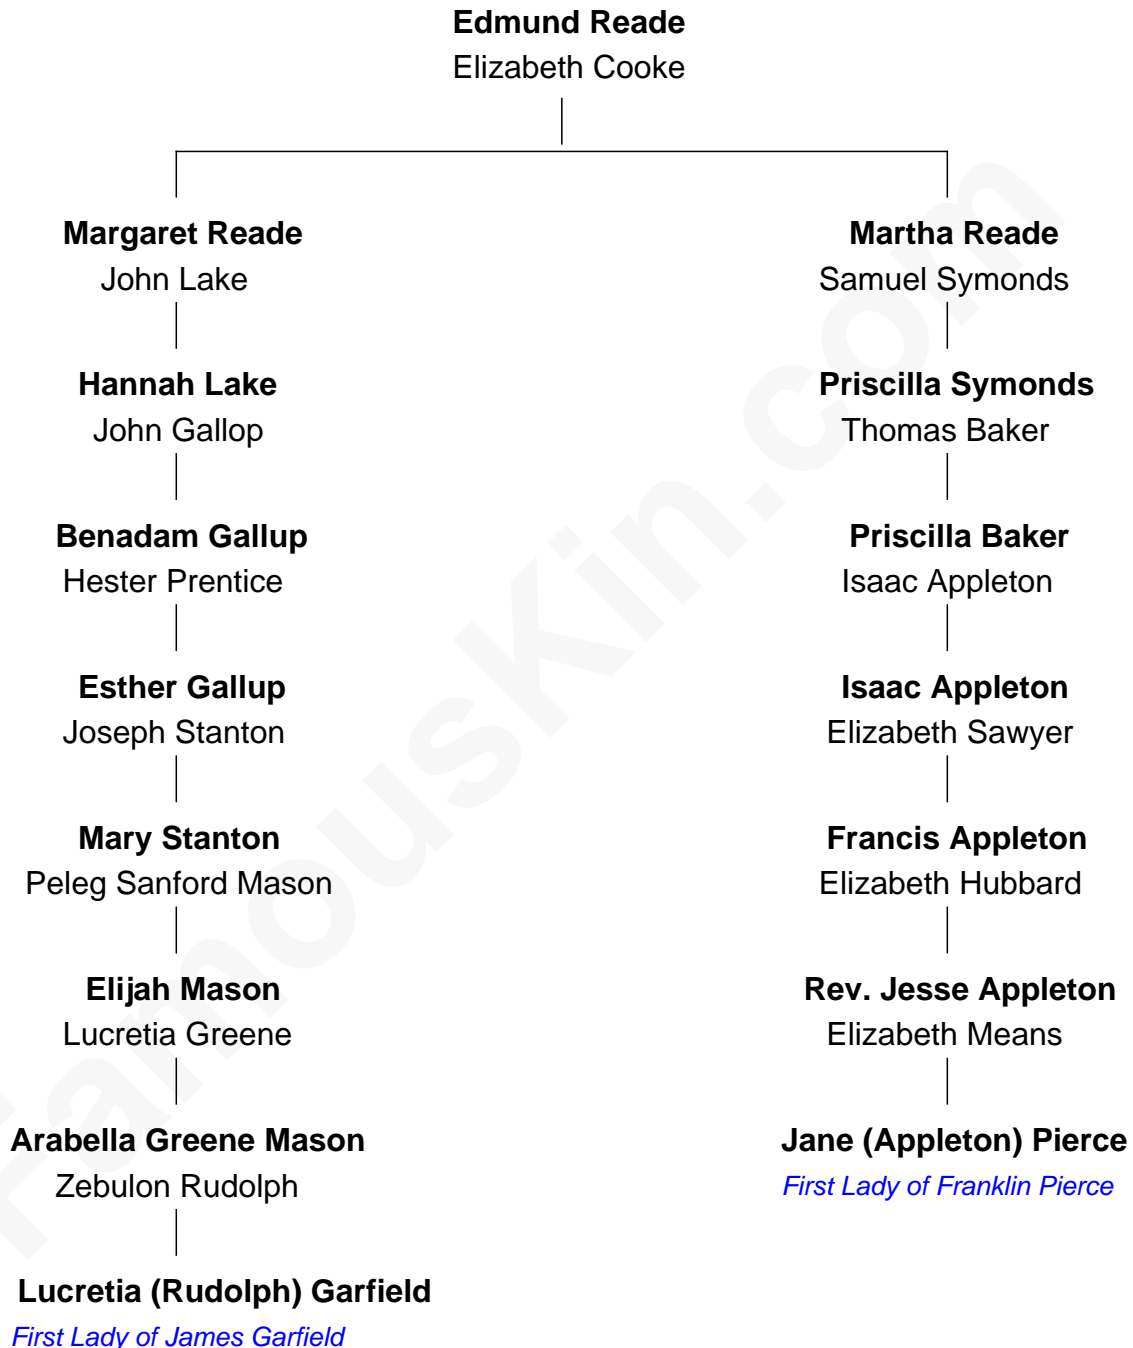 Edmund Reade
Elizabeth Cooke
Margaret Reade
John Lake
Hannah Lake
John Gallop
Benadam Gallup
Hester Prentice
Esther Gallup
Joseph Stanton
Mary Stanton
Peleg Sanford Mason
Elijah Mason
Lucretia Greene
Arabella Greene Mason
Zebulon Rudolph
Lucretia (Rudolph) Garfield
First Lady of James Garfield
Martha Reade
Samuel Symonds
Priscilla Symonds
Thomas Baker
Priscilla Baker
Isaac Appleton
Isaac Appleton
Elizabeth Sawyer
Francis Appleton
Elizabeth Hubbard
Rev. Jesse Appleton
Elizabeth Means
Jane (Appleton) Pierce
First Lady of Franklin Pierce
FamousKin.com